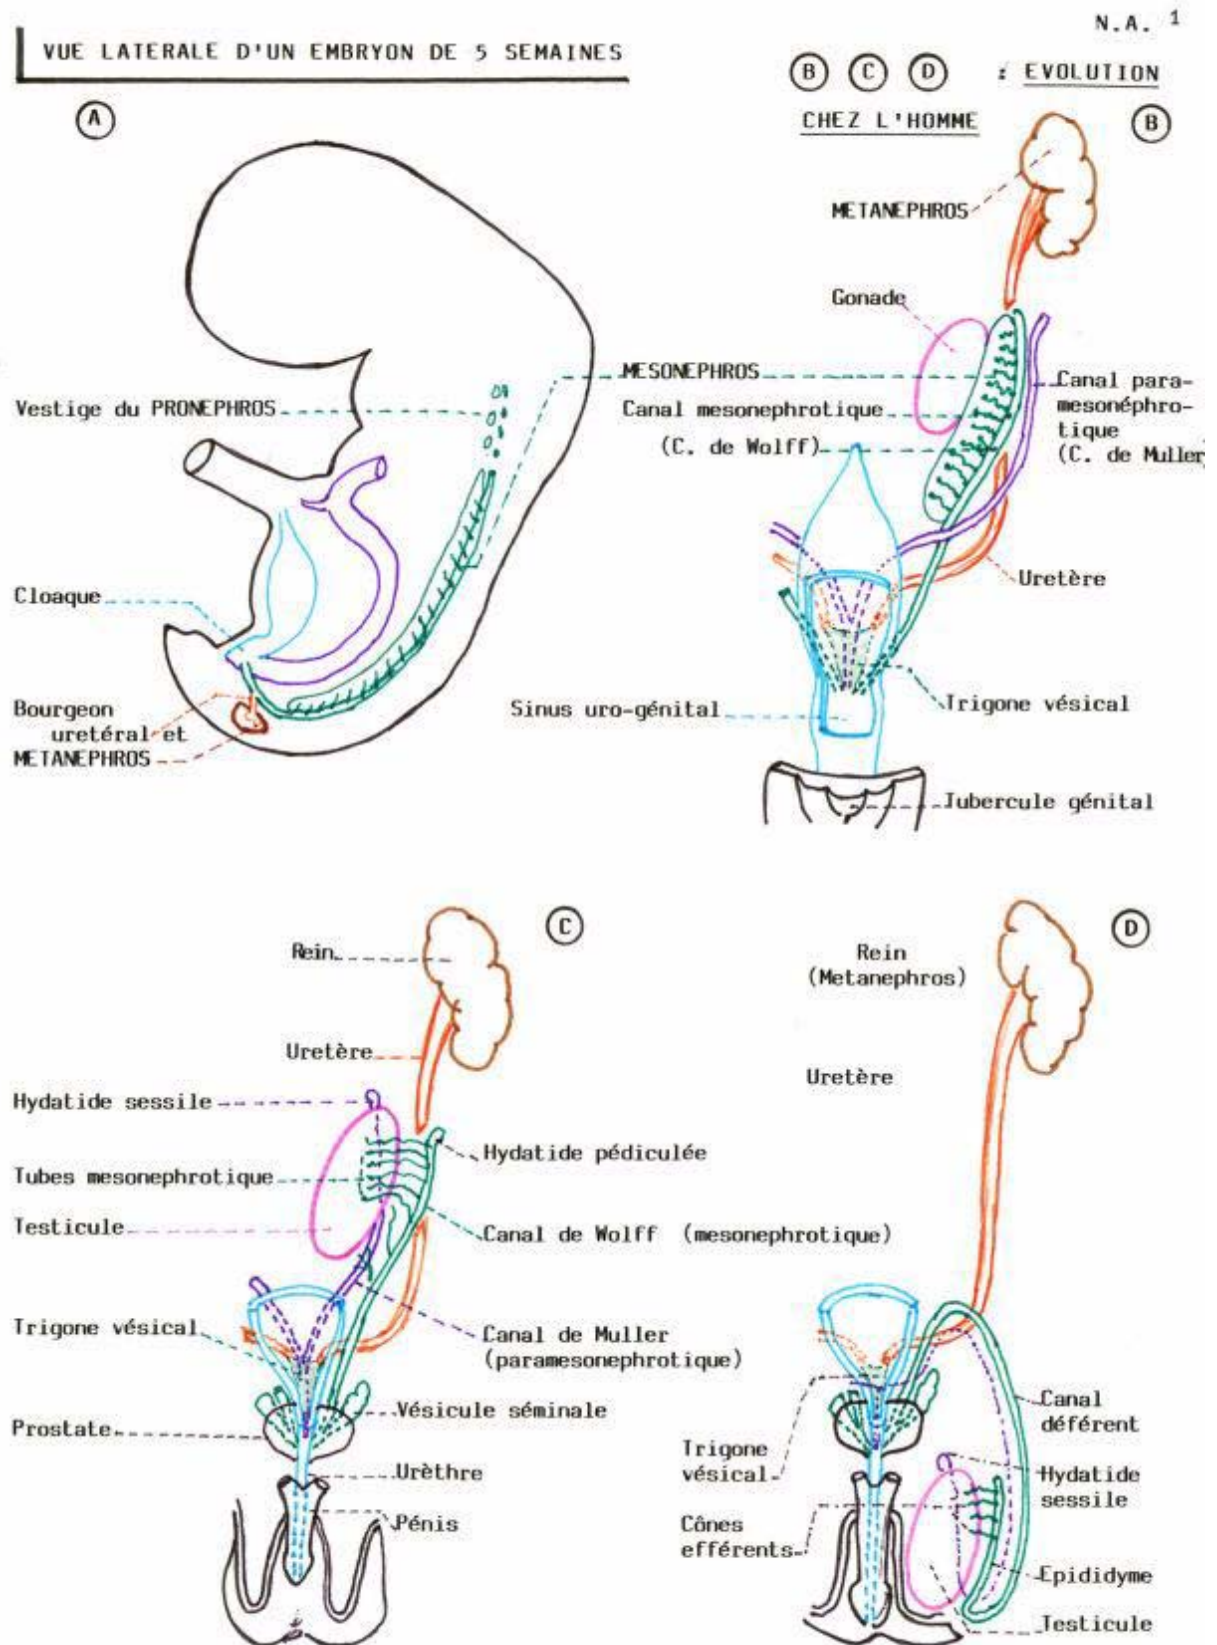 N.A. 1
VUE LATERALE D'UN EMBRYON DE 5 SEMAINES
B C D : EVOLUTION
CHEZ L'HOMME
A
B
METANEPHROS
Gonade
MESONEPHROS
Canal mesonephrotique
(C. de Wolff)
Canal para-
mesonéphro-
tique
(C. de Muller)
Vestige du PRONEPHROS
Cloaque
Uretère
Bourgeon
uretéral et
METANEPHROS
Sinus uro-génital
Trigone vésical
Tubercule génital
C
Rein
Uretère
Hydatide sessile
Hydatide pédiculée
Tubes mesonephrotique
Testicule
Canal de Wolff (mesonephrotique)
Trigone vésical
Canal de Muller
(paramesonephrotique)
Vésicule séminale
Prostate
Urèthre
Pénis
D
Rein
(Metanephros)
Uretère
Canal
déférent
Trigone
vésical
Hydatide
sessile
Cônes
efférents
Epididyme
Testicule